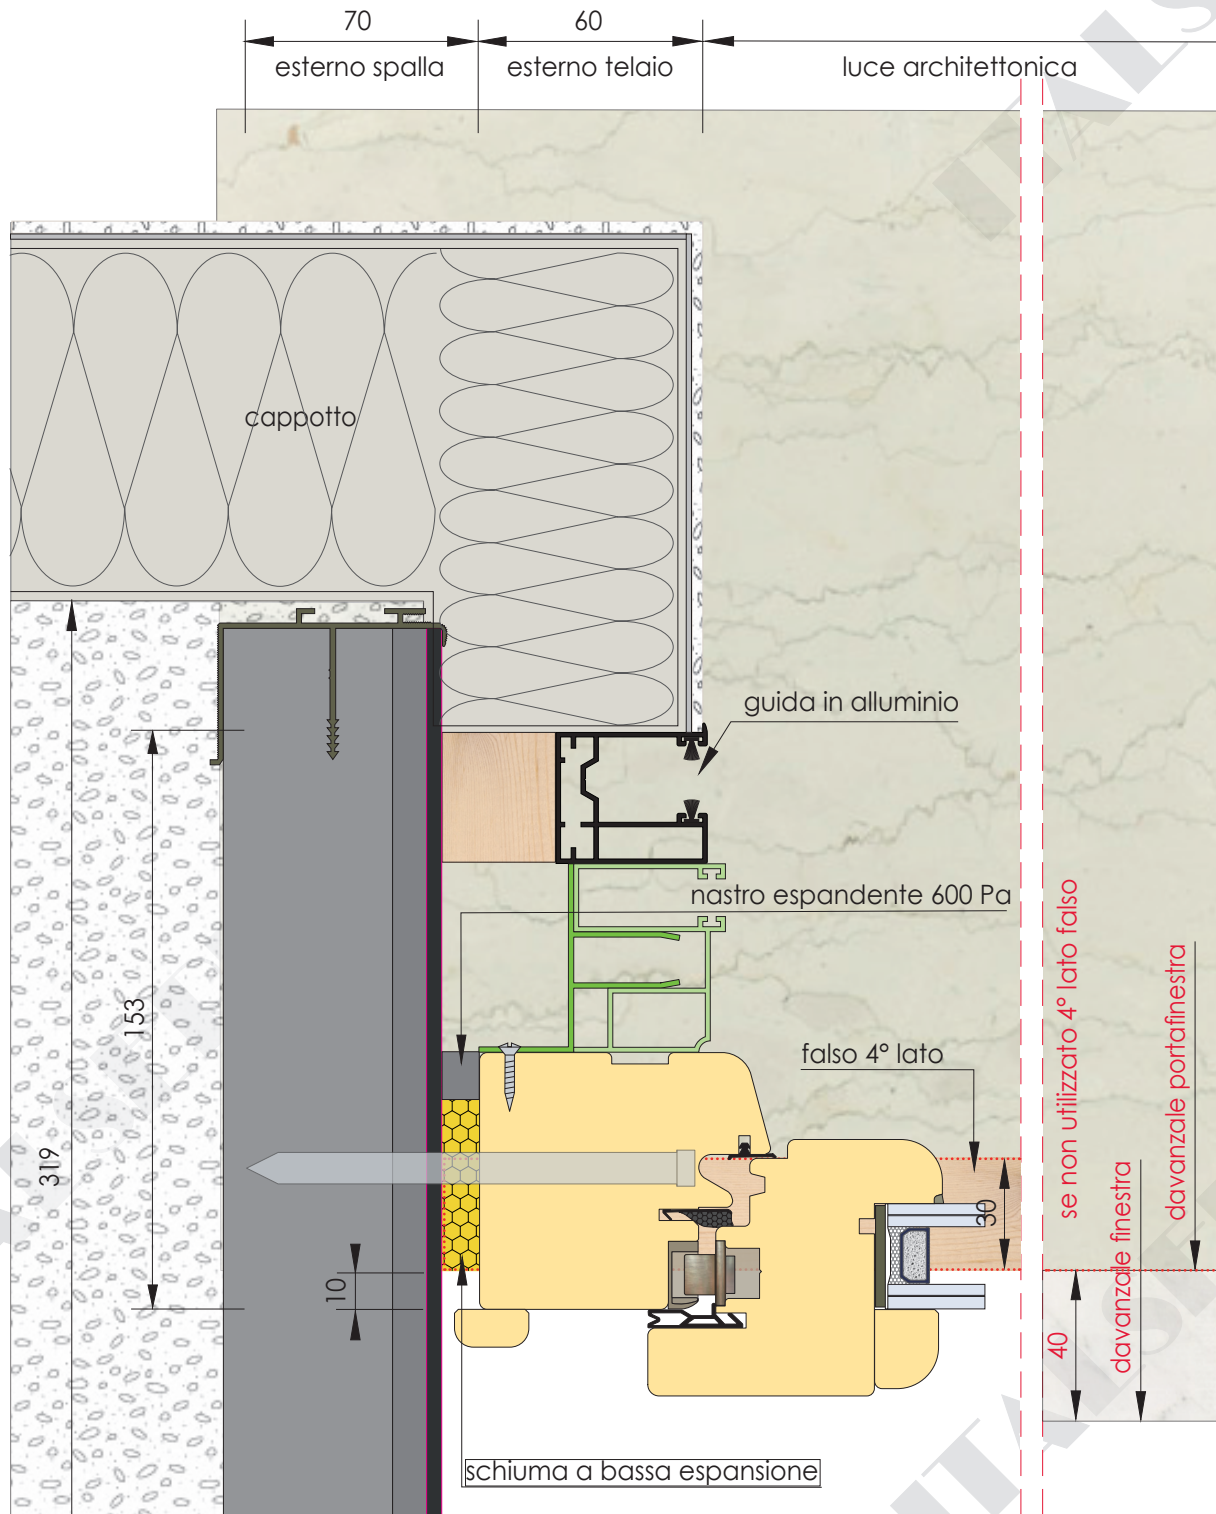 70
60
esterno spalla
esterno telaio
luce architettonica
ITALS
cappotto
guida in alluminio
nastro espandente 600 Pa
153
falso 4° lato
319
30
se non utilizzato 4° lato falso
davanzale portafinestra
10
40
davanzale finestra
schiuma a bassa espansione